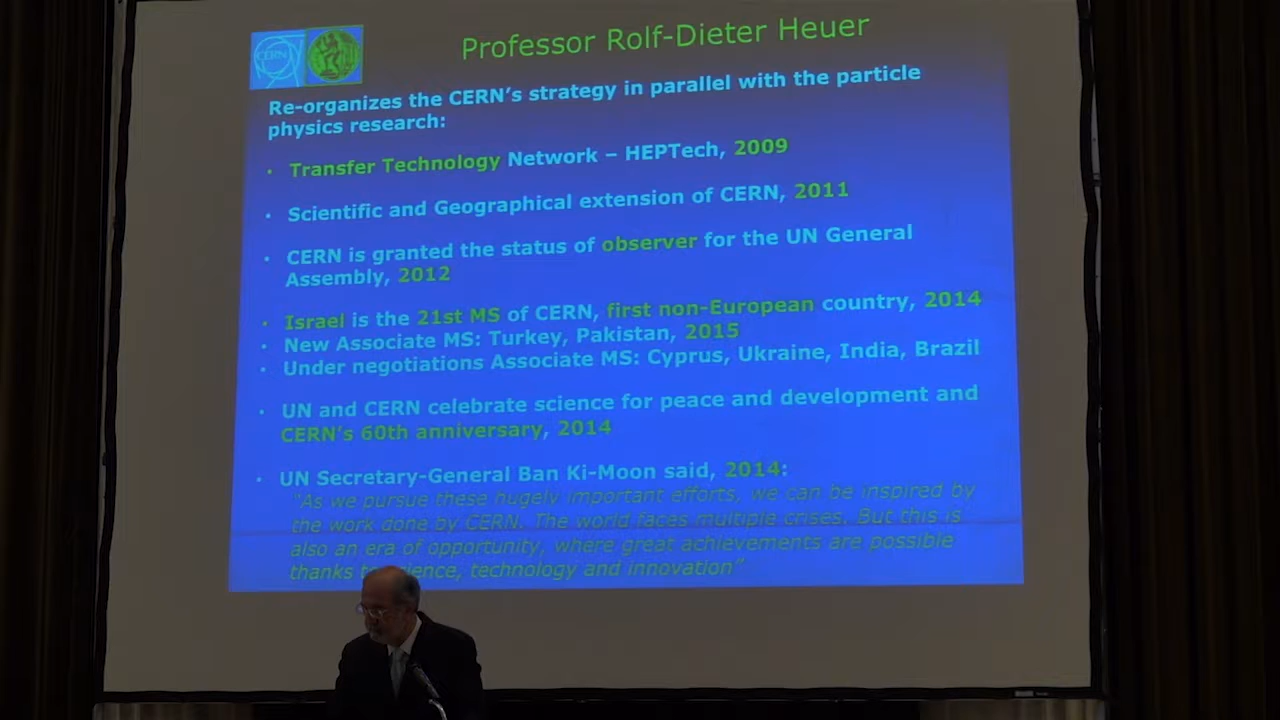 CERN
Professor Rolf-Dieter Heuer
Re-organizes the CERN's strategy in parallel with the particle
physics research:
• Transfer Technology Network – HEPTech, 2009
• Scientific and Geographical extension of CERN, 2011
• CERN is granted the status of observer for the UN General
Assembly, 2012
• Israel is the 21st MS of CERN, first non-European country, 2014
• New Associate MS: Turkey, Pakistan, 2015
• Under negotiations Associate MS: Cyprus, Ukraine, India, Brazil
• UN and CERN celebrate science for peace and development and
CERN's 60th anniversary, 2014
• UN Secretary-General Ban Ki-Moon said, 2014:
"As we pursue these hugely important efforts, we can be inspired by
the work done by CERN. The world faces multiple crises. But this is
also an era of opportunity, where great achievements are possible
thanks technology and innovation"